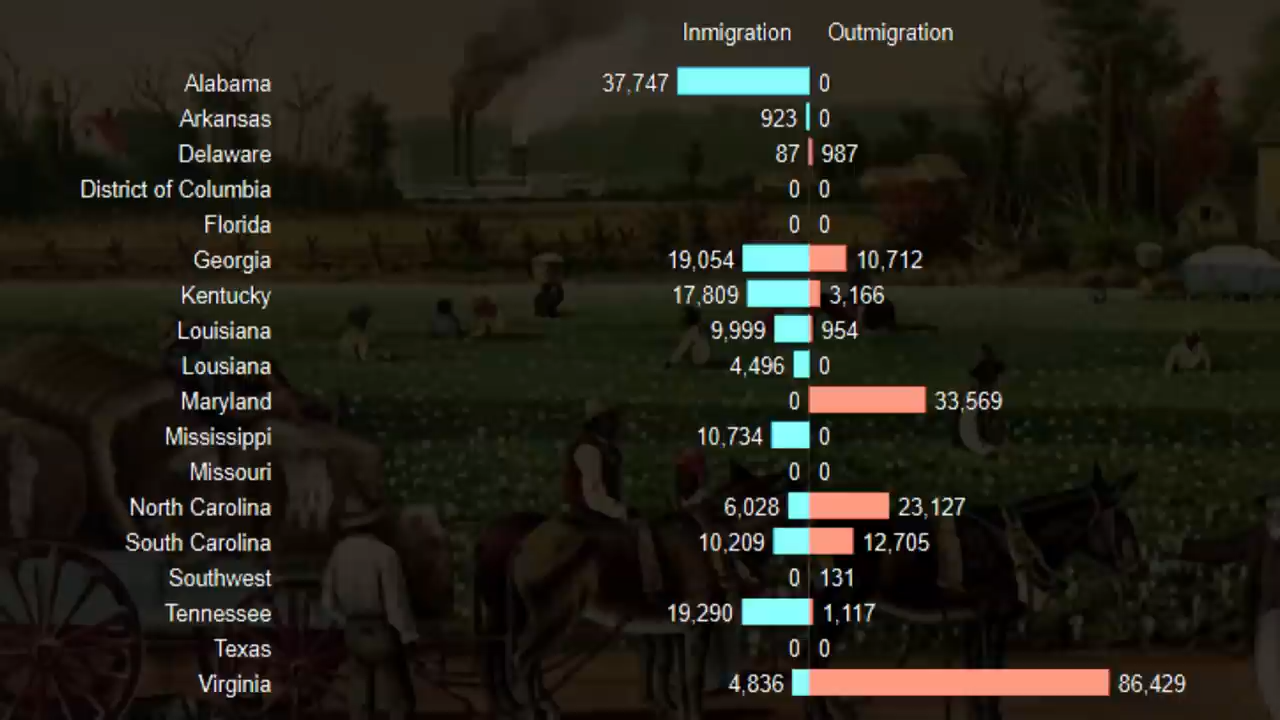 Inmigration Outmigration
Alabama 37,747 0
Arkansas 923 0
Delaware 87 987
District of Columbia 0 0
Florida 0 0
Georgia 19,054 10,712
Kentucky 17,809 3,166
Louisiana 9,999 954
Lousiana 4,496 0
Maryland 0 33,569
Mississippi 10,734 0
Missouri 0 0
North Carolina 6,028 23,127
South Carolina 10,209 12,705
Southwest 0 131
Tennessee 19,290 1,117
Texas 0 0
Virginia 4,836 86,429